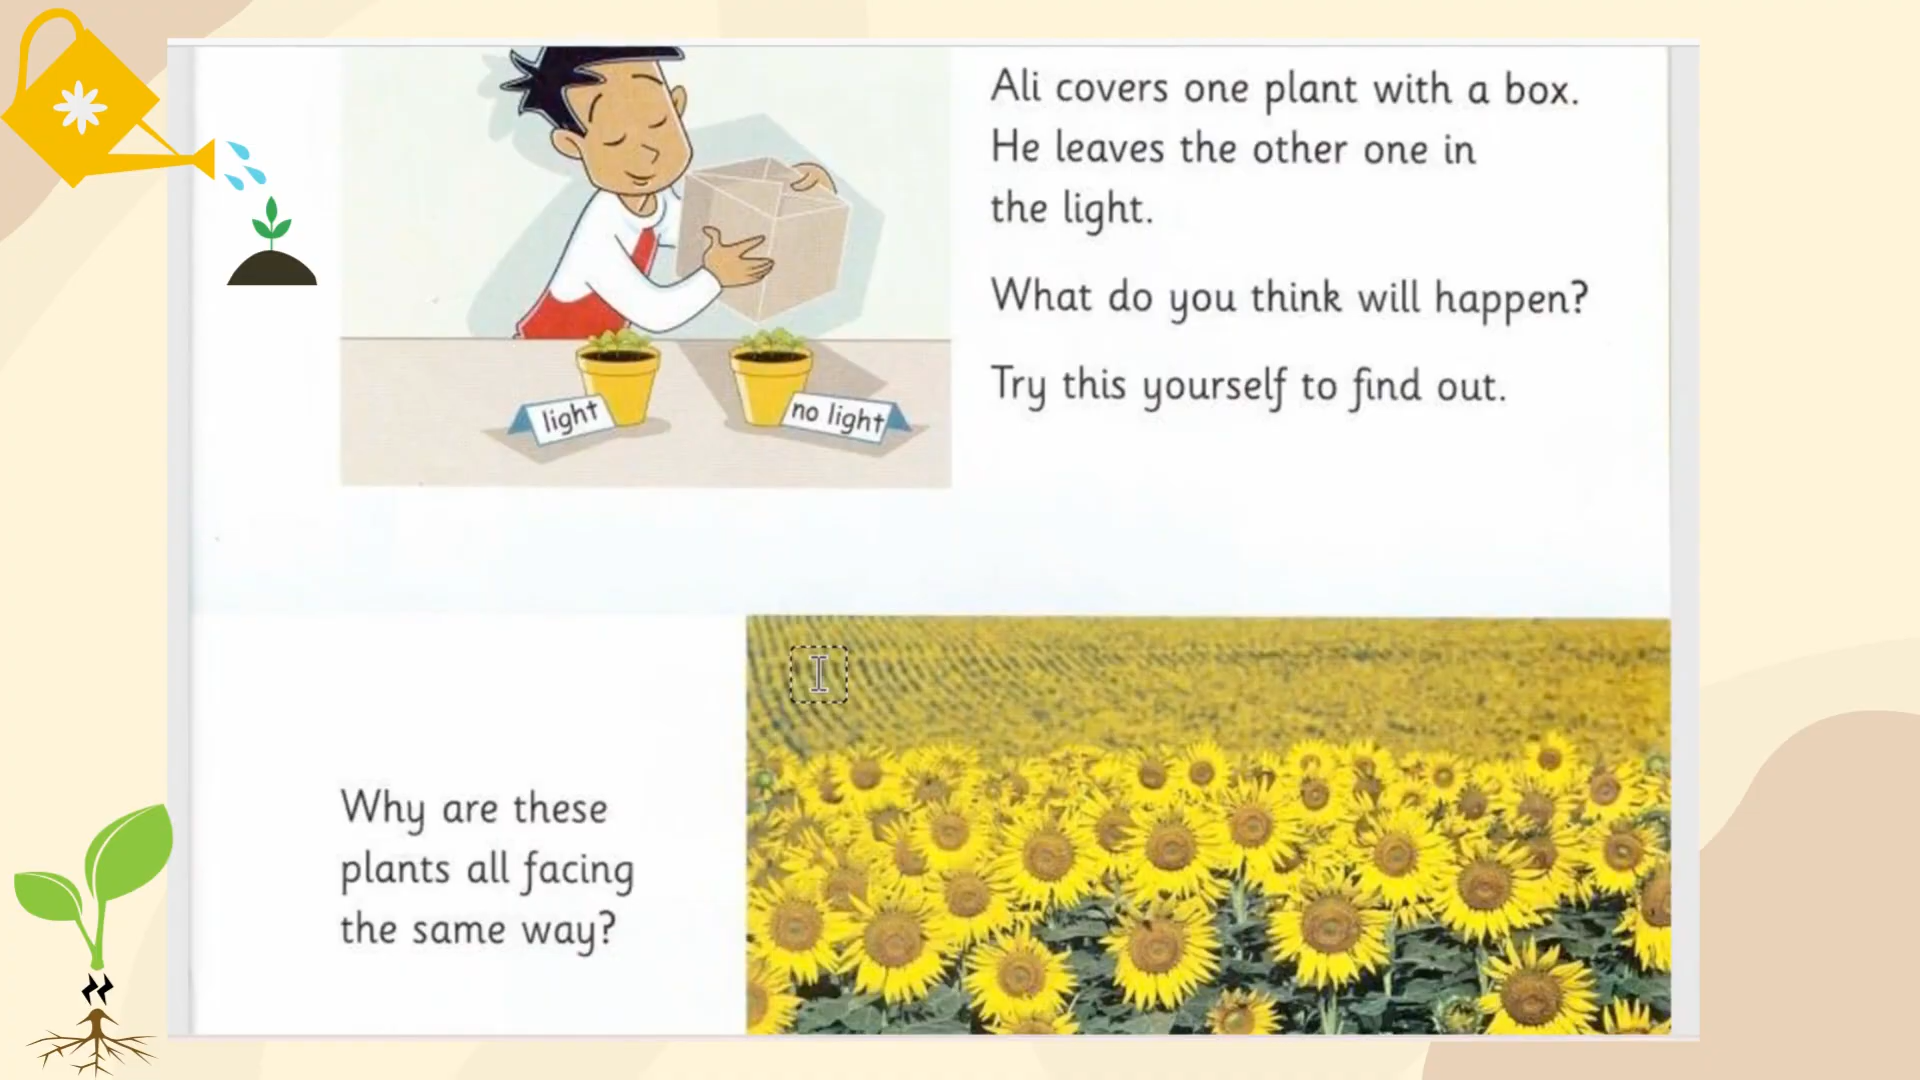 Ali covers one plant with a box.
He leaves the other one in
the light.
What do you think will happen?
Try this yourself to find out.
light
no light
Why are these
plants all facing
the same way?